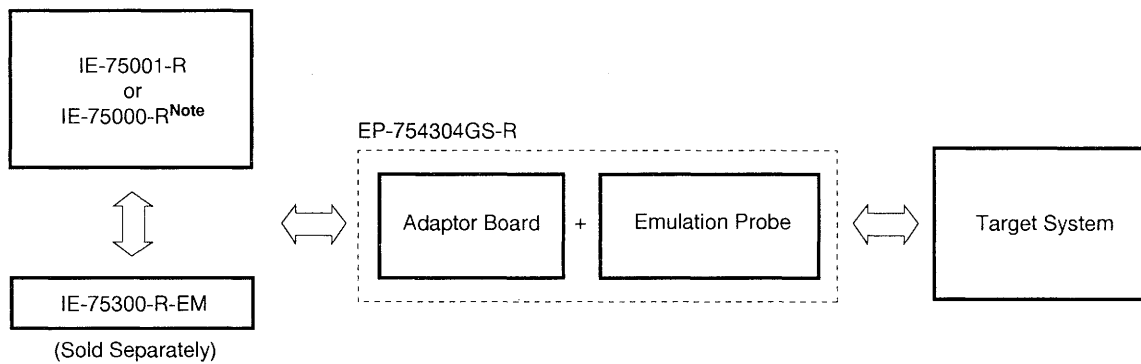 IE-75001-R
or
IE-75000-RNote
EP-754304GS-R
Adaptor Board
+
Emulation Probe
Target System
IE-75300-R-EM
(Sold Separately)